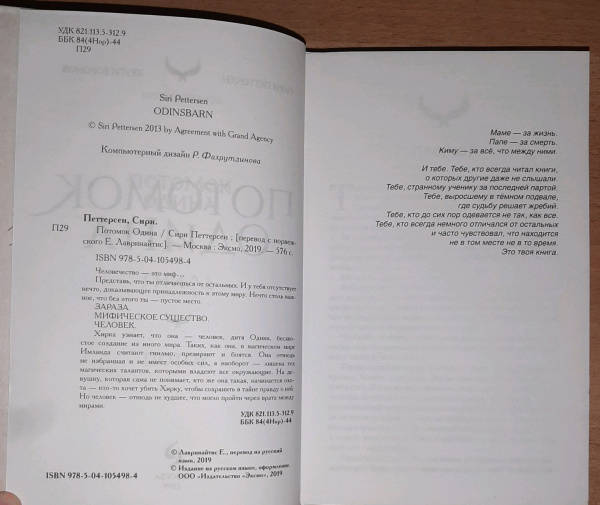 УДК 821.113.5-312.9
ББК 84(4Нор)-44
П29
Siri Pettersen
ODINSBARN
© Siri Pettersen 2013 by Agreement with Grand Agency
Компьютерный дизайн Р. Фахрутдинова
Петтерсен, Сири.
П29 Потомок Одина / Сири Петтерсен ; [перевод с норвеж-
ского Е. Лавринайтис]. — Москва : Эксмо, 2019. — 576 с.
ISBN 978-5-04-105498-4
Человечество — это миф...
Представь, что ты отличаешься от остальных. И у тебя отсутствует
нечто, доказывающее принадлежность к этому миру. Нечто столь важ-
ное, что без этого ты — пустое место.
ЗАРАЗА.
МИФИЧЕСКОЕ СУЩЕСТВО.
ЧЕЛОВЕК.
Хирка узнает, что она — человек, дитя Одина, бесхво-
стое создание из иного мира. Таких, как она, в магическом мире
Имланда считают гнилью, презирают и боятся. Она отнюдь
не избранная и не имеет особых сил, а наоборот — лишена тех
магических талантов, которыми владеют все окружающие. На де-
вушку, которая сама не понимает, кто же она такая, начинается охо-
та — кто-то хочет убить Хирку, чтобы сохранить в тайне правду о ней.
Но человек — отнюдь не худшее, что могло пройти через врата между
мирами.
УДК 821.113.5-312.9
ББК 84(4Нор)-44
© Лавринайтис Е., перевод на русский
язык, 2019
© Издание на русском языке, оформление.
ООО «Издательство «Эксмо», 2019
ISBN 978-5-04-105498-4
Маме — за жизнь.
Папе — за смерть.
Киму — за всё, что между ними.
И тебе. Тебе, кто всегда читал книги,
о которых другие даже не слышали.
Тебе, странному ученику за последней партой.
Тебе, выросшему в тёмном подвале,
где судьбу решает жребий.
Тебе, кто до сих пор одевается не так, как все.
Тебе, кто всегда немного отличался от остальных
и часто чувствовал, что находится
не в том месте не в то время.
Это твоя книга.